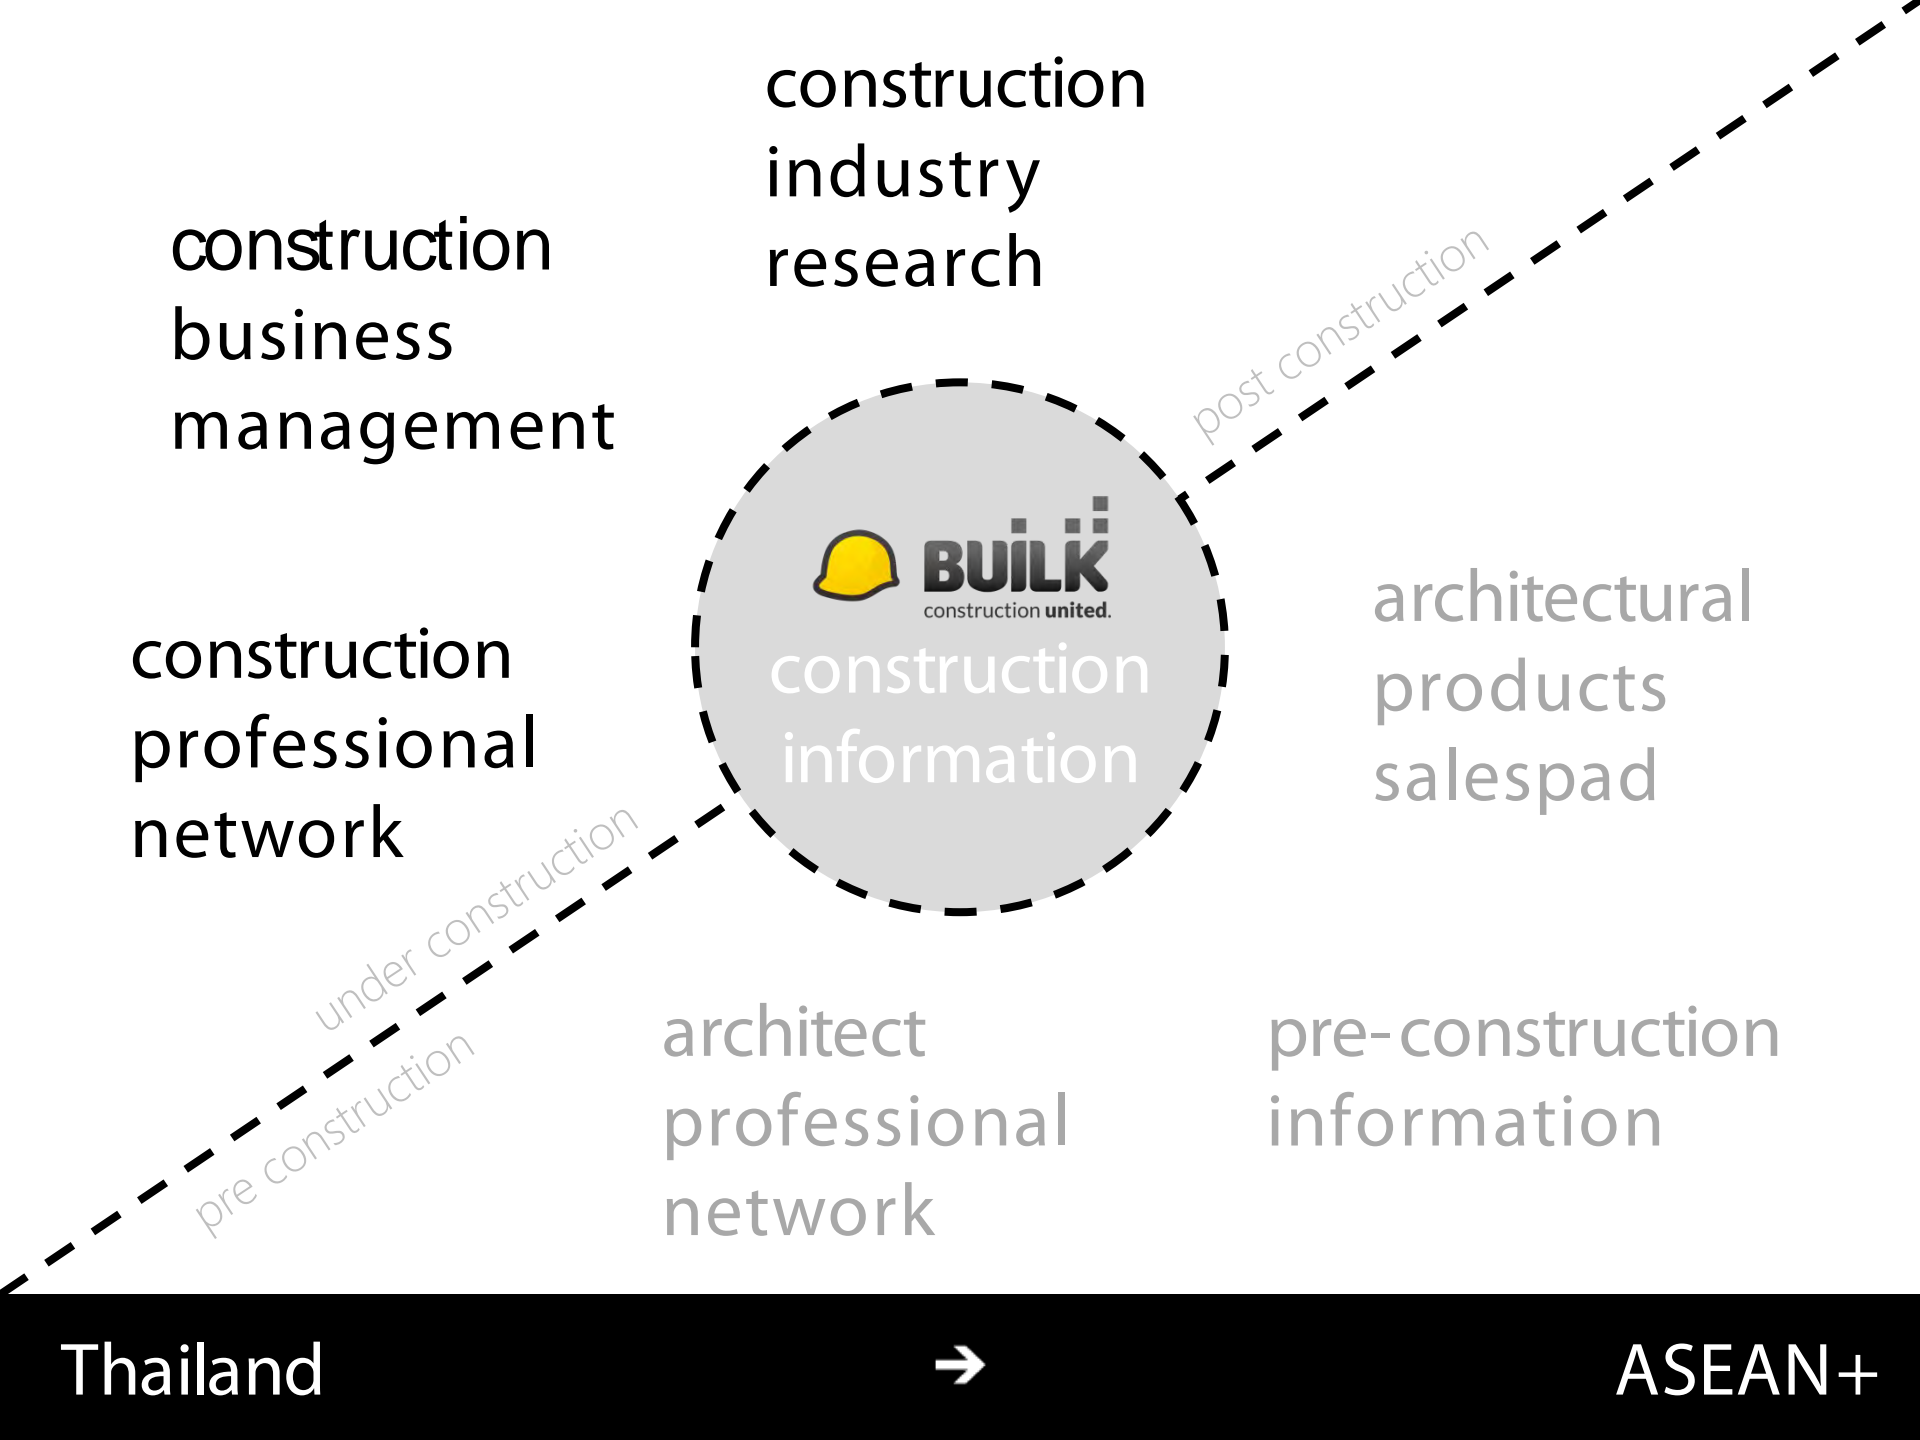 construction
industry
research
construction
business
management
post construction
BUILK
construction united.
construction
information
construction
professional
network
architectural
products
salespad
under construction
pre construction
architect
professional
network
pre-construction
information
Thailand
ASEAN+